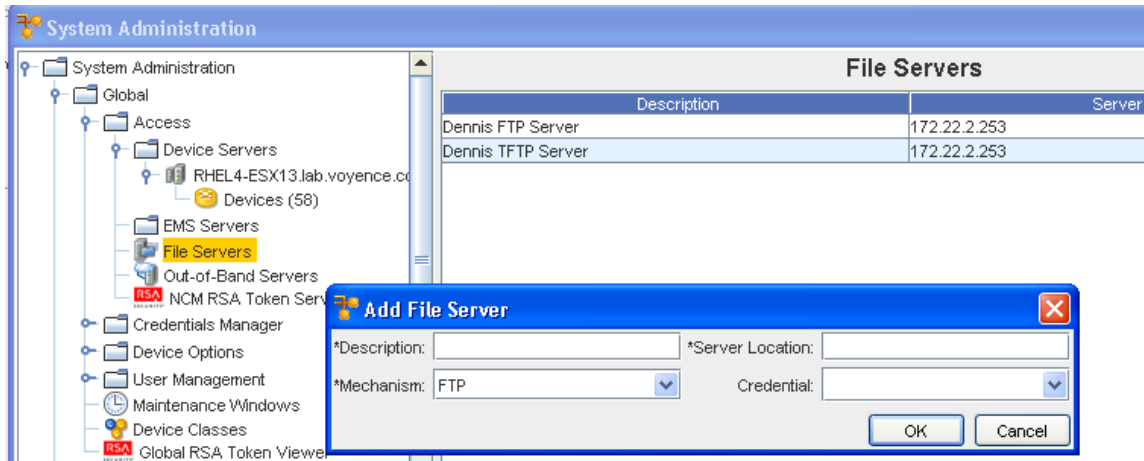 System Administration
System Administration
Global
Access
Device Servers
RHEL4-ESX13.lab.voyence.co
Devices (58)
EMS Servers
File Servers
Out-of-Band Servers
RSA NCM RSA Token Serv
Credentials Manager
Device Options
User Management
Maintenance Windows
Device Classes
RSA Global RSA Token Viewer
File Servers
Description Server
Dennis FTP Server 172.22.2.253
Dennis TFTP Server 172.22.2.253
Add File Server
*Description: *Server Location:
*Mechanism: FTP Credential:
OK Cancel